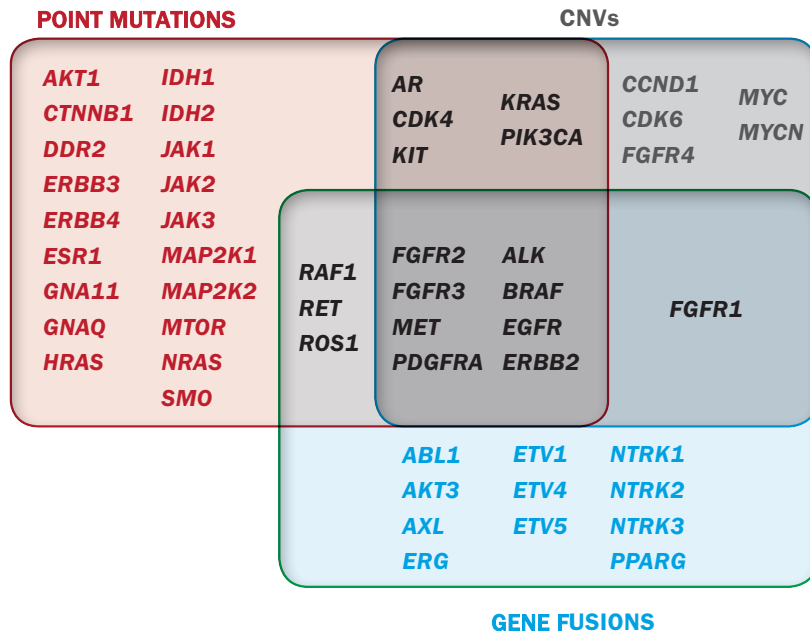 POINT MUTATIONS
CNVs
AKT1
CTNNB1
DDR2
ERBB3
ERBB4
ESR1
GNA11
GNAQ
HRAS
IDH1
IDH2
JAK1
JAK2
JAK3
MAP2K1
MAP2K2
MTOR
NRAS
SMO
AR
CDK4
KIT
KRAS
PIK3CA
CCND1
CDK6
FGFR4
MYC
MYCN
RAF1
RET
ROS1
FGFR2
FGFR3
MET
PDGFRA
ALK
BRAF
EGFR
ERBB2
FGFR1
ABL1
AKT3
AXL
ERG
ETV1
ETV4
ETV5
NTRK1
NTRK2
NTRK3
PPARG
GENE FUSIONS